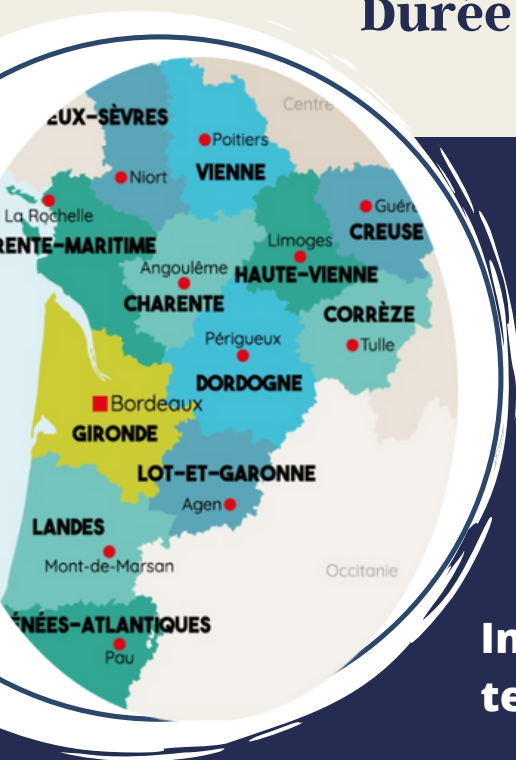 Durée
Centre
EUX-SÈVRES
Poitiers
VIENNE
Niort
La Rochelle
Guére
CREUSE
RENTE-MARITIME
Limoges
Angoulême
HAUTE-VIENNE
CHARENTE
CORRÈZE
Périgueux
Tulle
DORDOGNE
Bordeaux
GIRONDE
LOT-ET-GARONNE
Agen
LANDES
Mont-de-Marsan
Occitanie
ÉNÉES-ATLANTIQUES
Pau
In
te